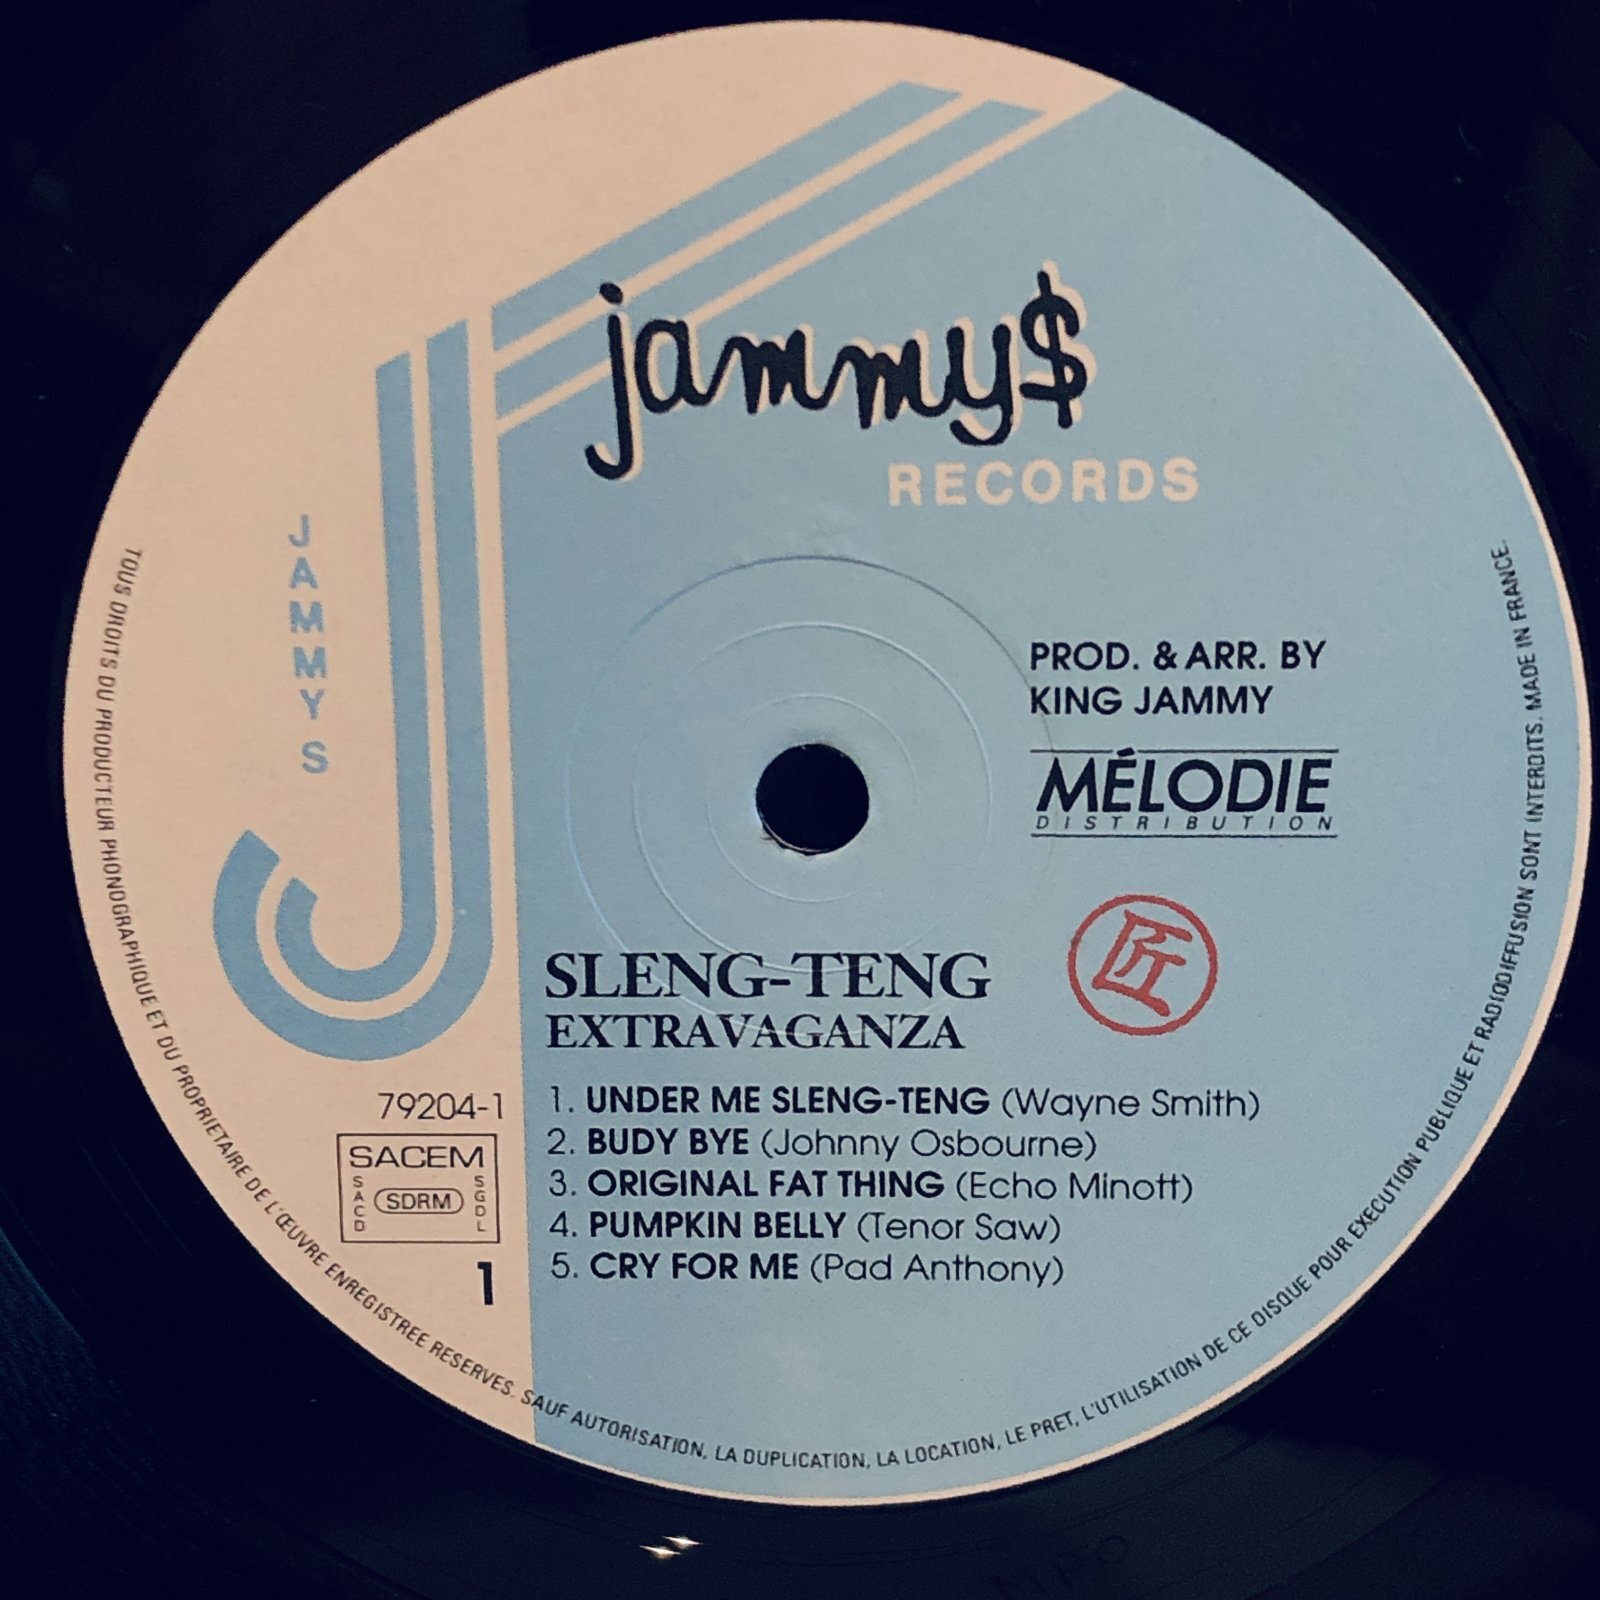 jammy$
RECORDS
JAMMYS
PROD. & ARR. BY
KING JAMMY
MÉLODIE
DISTRIBUTION
匠
SLENG-TENG
EXTRAVAGANZA
79204-1
SACEM
SACD
SDRM
SGDL
1
1. UNDER ME SLENG-TENG (Wayne Smith)
2. BUDY BYE (Johnny Osbourne)
3. ORIGINAL FAT THING (Echo Minott)
4. PUMPKIN BELLY (Tenor Saw)
5. CRY FOR ME (Pad Anthony)
TOUS DROITS DU PRODUCTEUR PHONOGRAPHIQUE ET DU PROPRIETAIRE DE L'ŒUVRE ENREGISTREE RESERVES. SAUF AUTORISATION, LA DUPLICATION, LA LOCATION, LE PRET, L'UTILISATION DE CE DISQUE POUR EXECUTION PUBLIQUE ET RADIODIFFUSION SONT INTERDITS. MADE IN FRANCE.